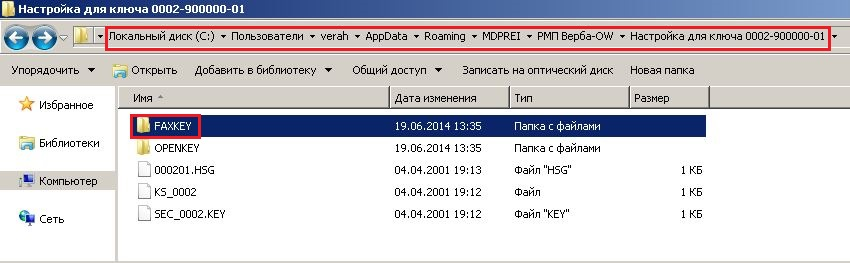 Настройка для ключа 0002-900000-01
Локальный диск (C:) Пользователи verah AppData Roaming MDPREI РМП Верба-OW Настройка для ключа 0002-900000-01
Упорядочить Открыть Добавить в библиотеку Общий доступ Записать на оптический диск Новая папка
Избранное
Библиотеки
Компьютер
Сеть
Имя Дата изменения Тип Размер
FAXKEY 19.06.2014 13:35 Папка с файлами
OPENKEY 19.06.2014 13:35 Папка с файлами
000201.HSG 04.04.2001 19:13 Файл "HSG" 1 КБ
KS_0002 04.04.2001 19:12 Файл 1 КБ
SEC_0002.KEY 04.04.2001 19:12 Файл "KEY" 1 КБ